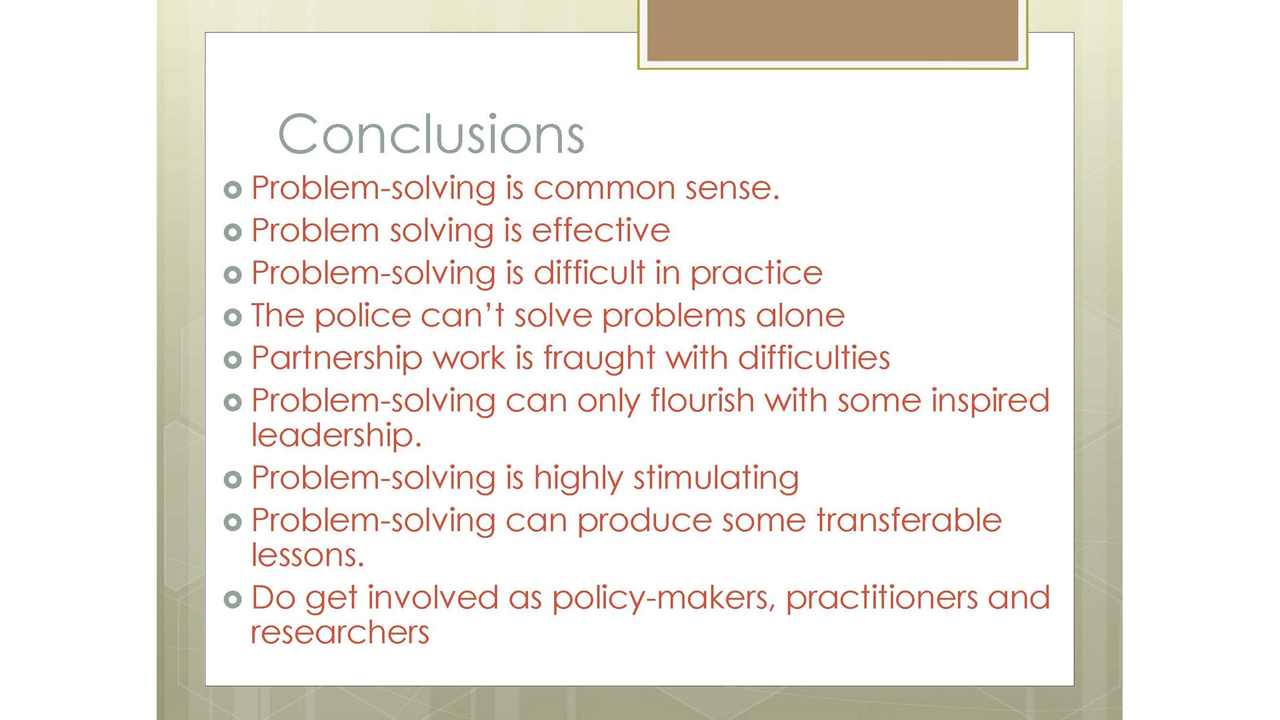 Conclusions
Problem-solving is common sense.
Problem solving is effective
Problem-solving is difficult in practice
The police can’t solve problems alone
Partnership work is fraught with difficulties
Problem-solving can only flourish with some inspired
leadership.
Problem-solving is highly stimulating
Problem-solving can produce some transferable
lessons.
Do get involved as policy-makers, practitioners and
researchers